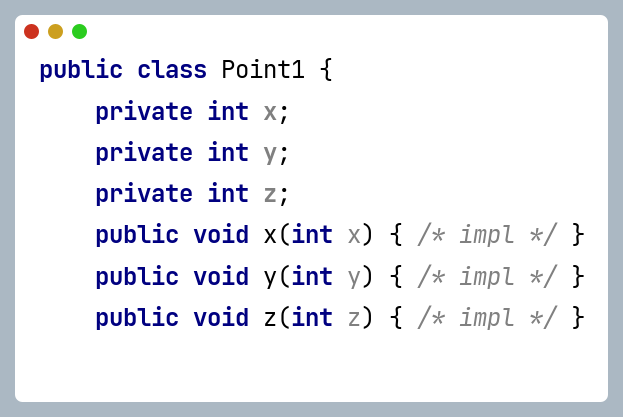 public class Point1 {
    private int x;
    private int y;
    private int z;
    public void x(int x) { /* impl */ }
    public void y(int y) { /* impl */ }
    public void z(int z) { /* impl */ }